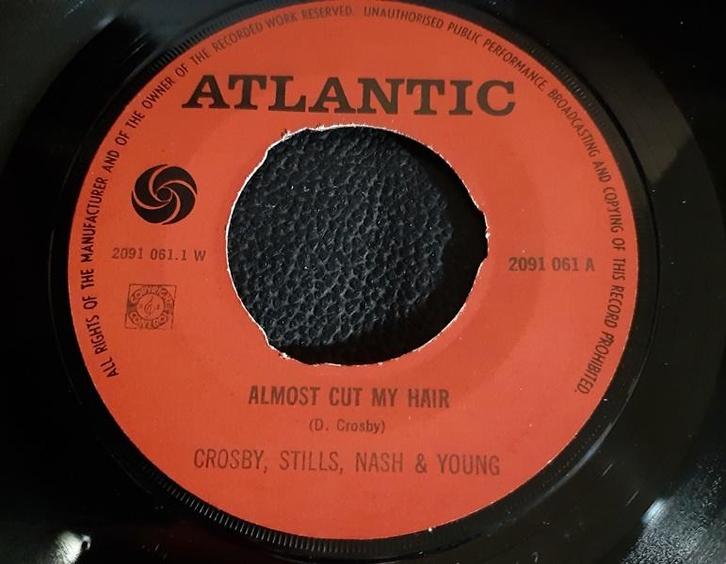 ALL RIGHTS OF THE MANUFACTURER AND OF THE OWNER OF THE RECORDED WORK RESERVED. UNAUTHORISED PUBLIC PERFORMANCE, BROADCASTING AND COPYING OF THIS RECORD PROHIBITED.
ATLANTIC
2091 061.1 W
2091 061 A
ALMOST CUT MY HAIR
(D. Crosby)
CROSBY, STILLS, NASH & YOUNG